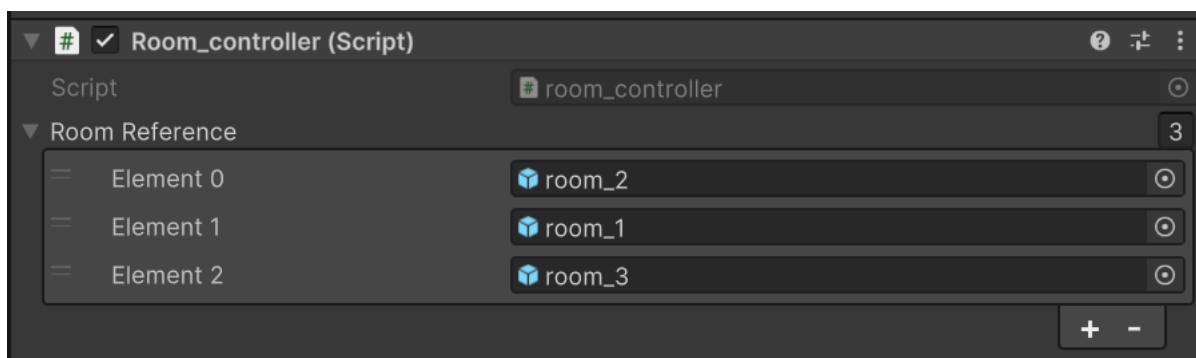 # Room_controller (Script) ?
Script # room_controller
Room Reference 3
Element 0 room_2
Element 1 room_1
Element 2 room_3
+ -